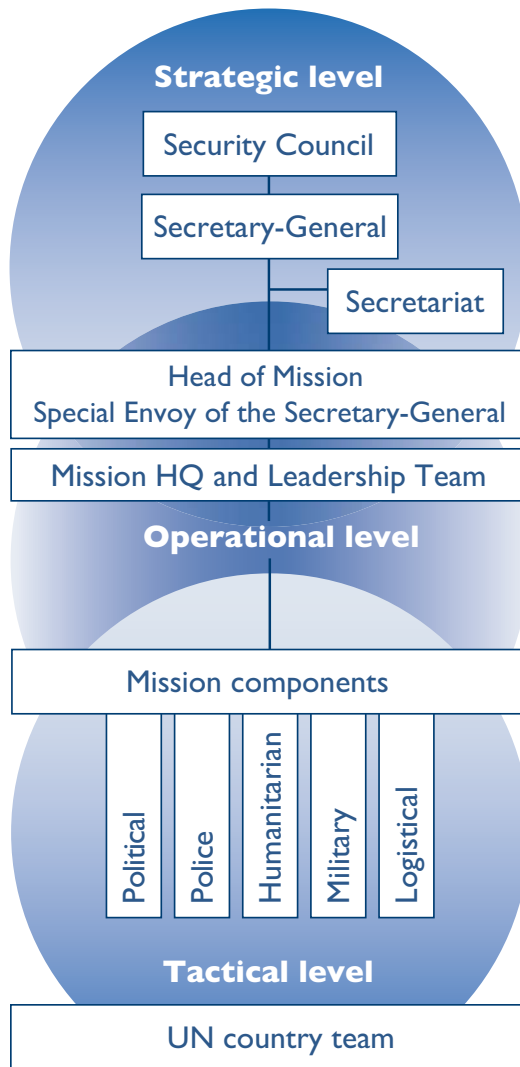 Strategic level
Security Council
Secretary-General
Secretariat
Head of Mission
Special Envoy of the Secretary-General
Mission HQ and Leadership Team
Operational level
Mission components
Political
Police
Humanitarian
Military
Logistical
Tactical level
UN country team